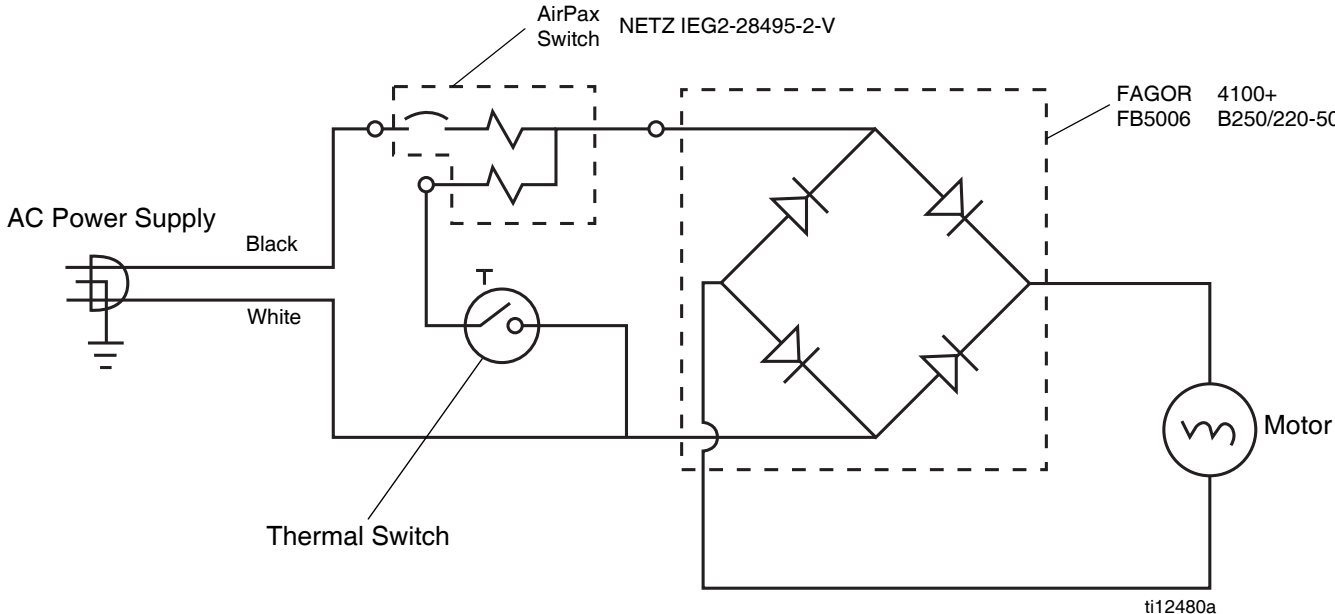 AirPax
Switch
NETZ IEG2-28495-2-V
FAGOR 4100+
FB5006 B250/220-50
AC Power Supply
Black
White
T
Motor
Thermal Switch
ti12480a